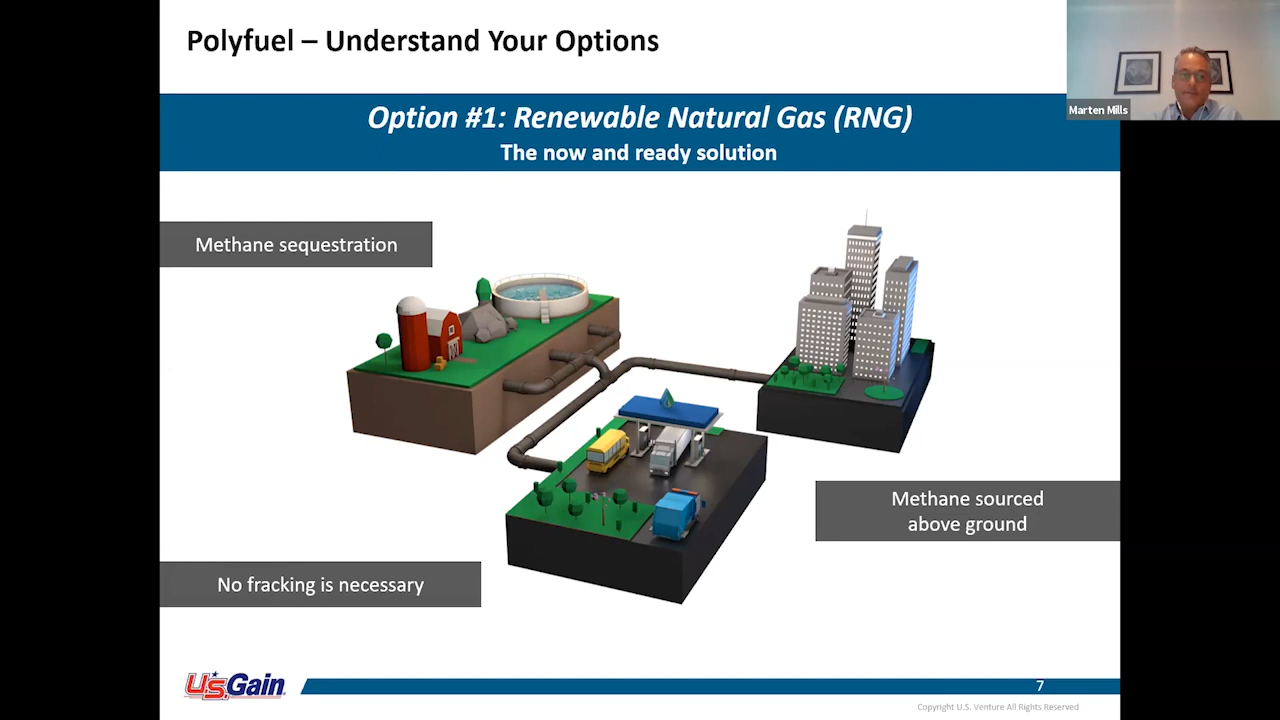 Polyfuel – Understand Your Options
Marten Mills
Option #1: Renewable Natural Gas (RNG)
The now and ready solution
Methane sequestration
Methane sourced
above ground
No fracking is necessary
U.S. Gain
7
Copyright U.S. Venture All Rights Reserved